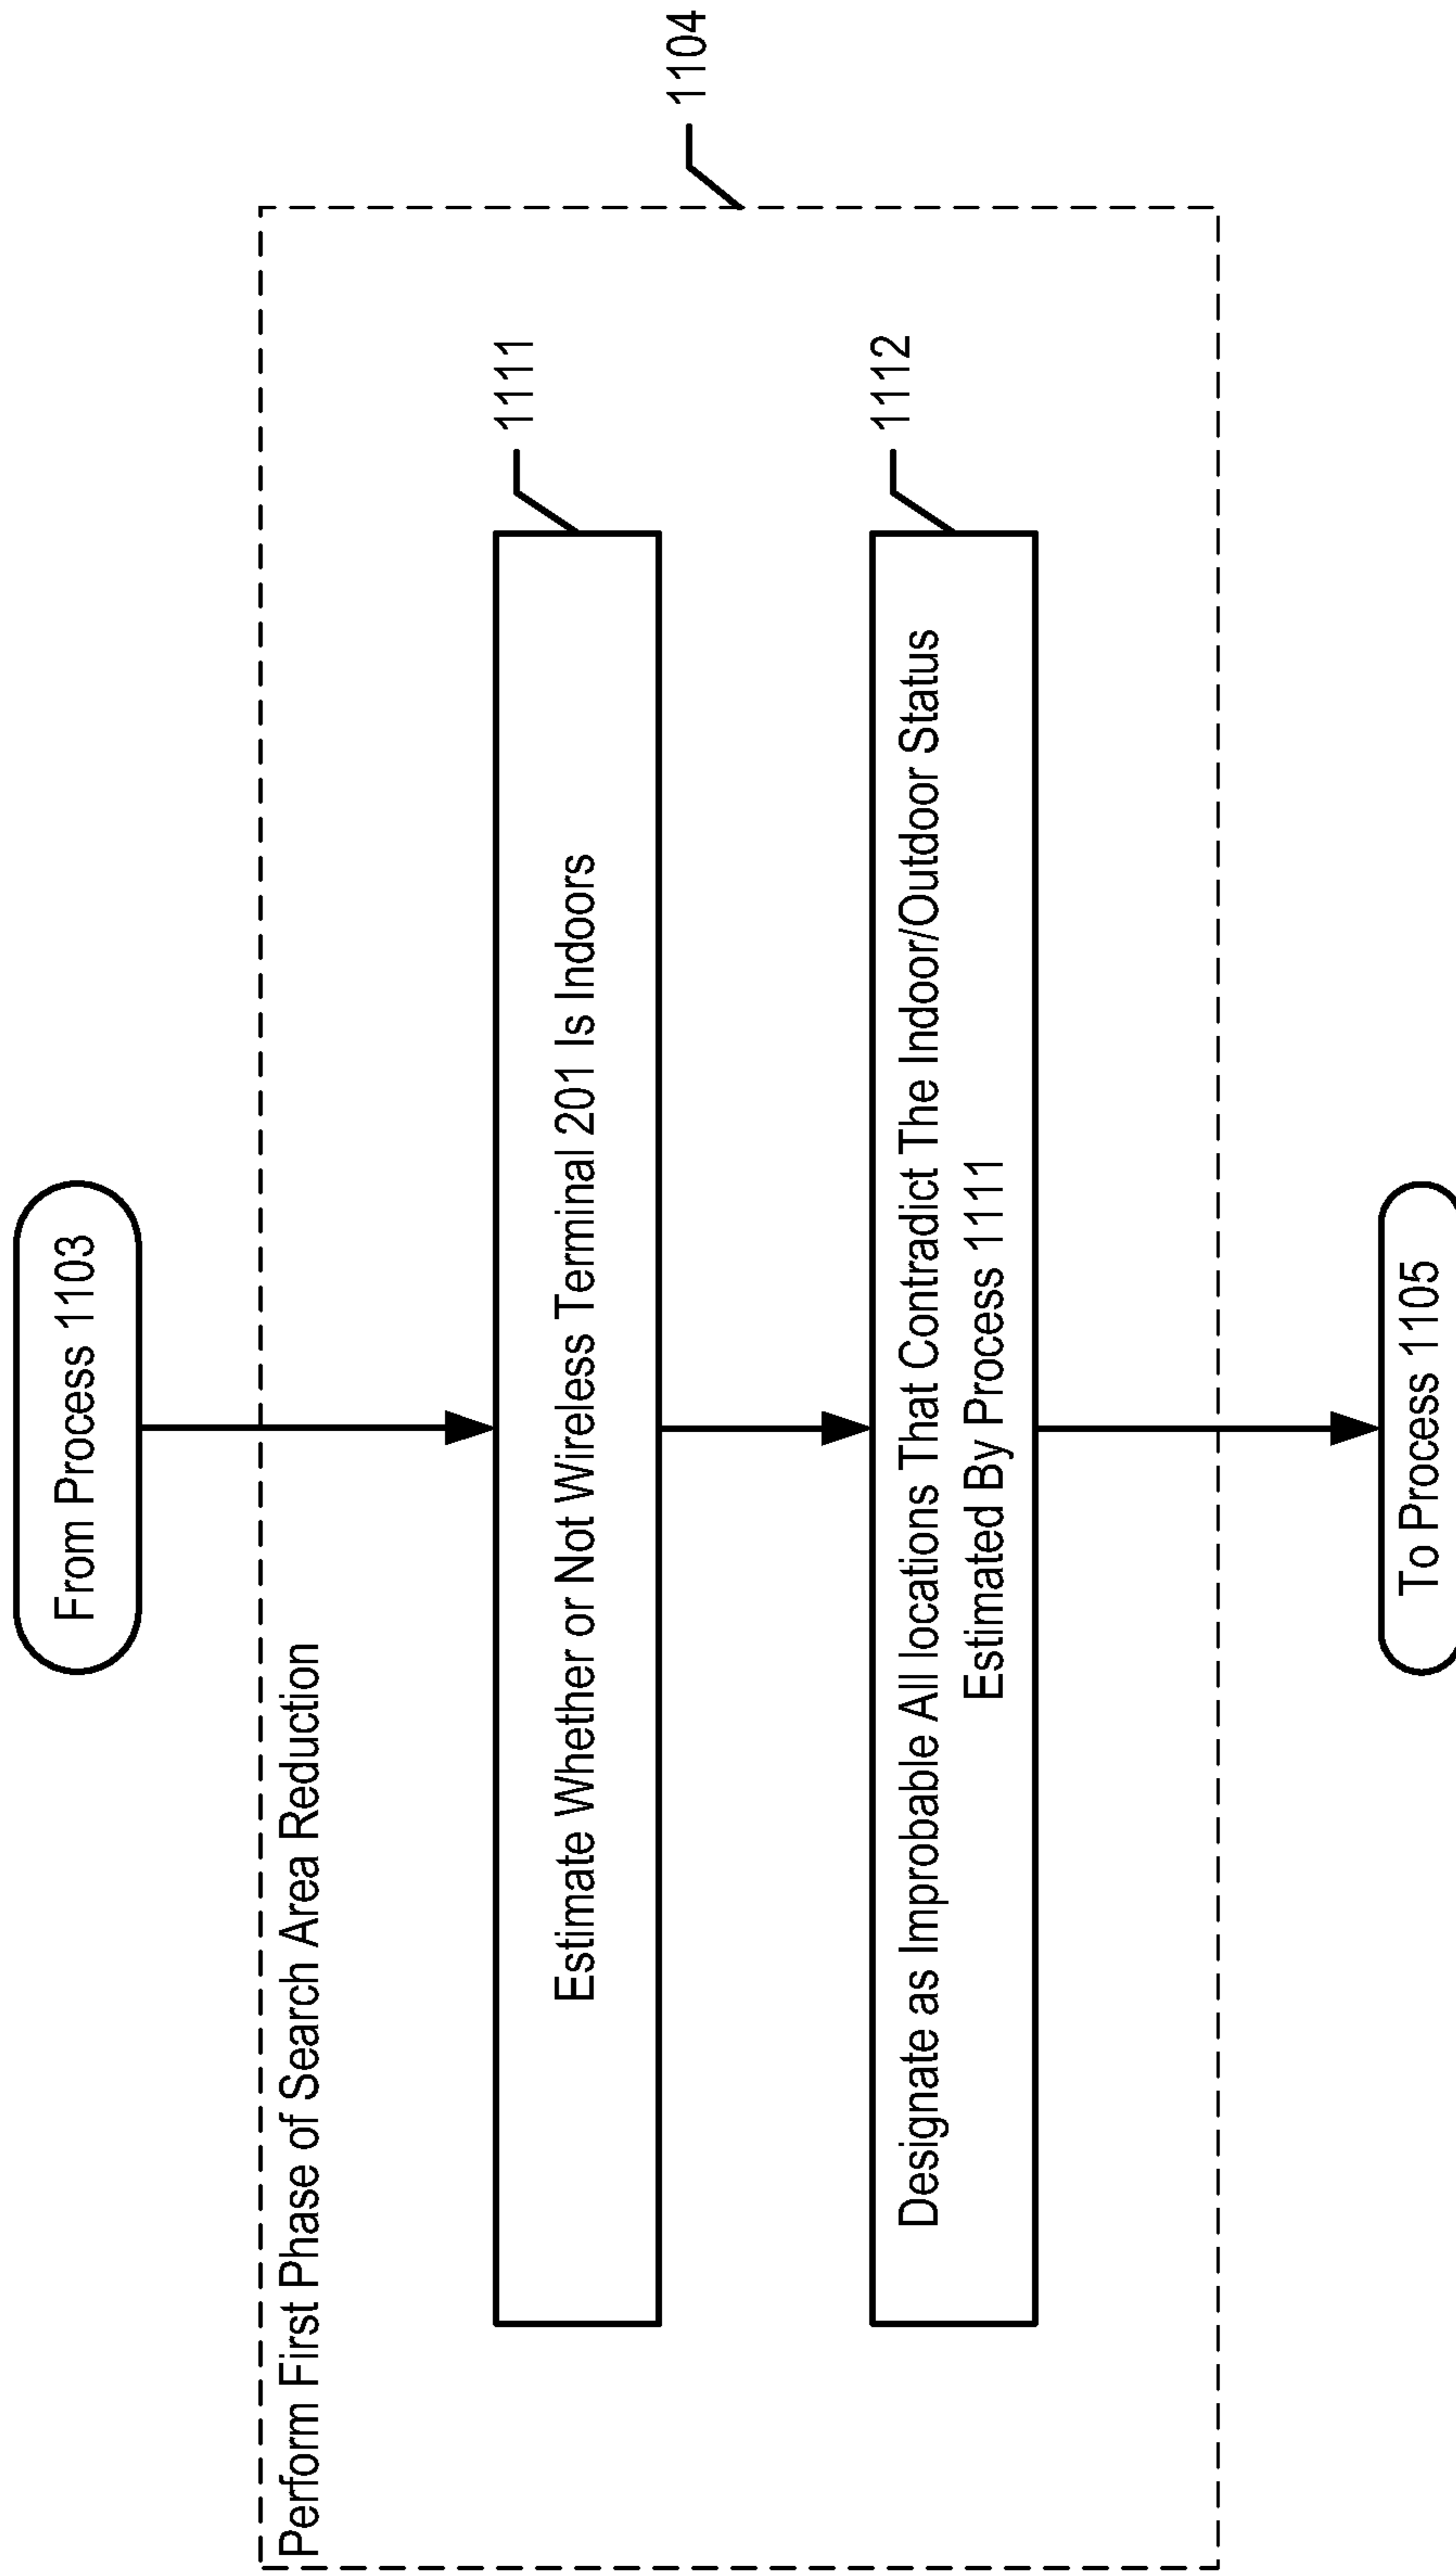 From Process 1103
Perform First Phase of Search Area Reduction
1104
1111
Estimate Whether or Not Wireless Terminal 201 Is Indoors
1112
Designate as Improbable All locations That Contradict The Indoor/Outdoor Status
Estimated By Process 1111
To Process 1105